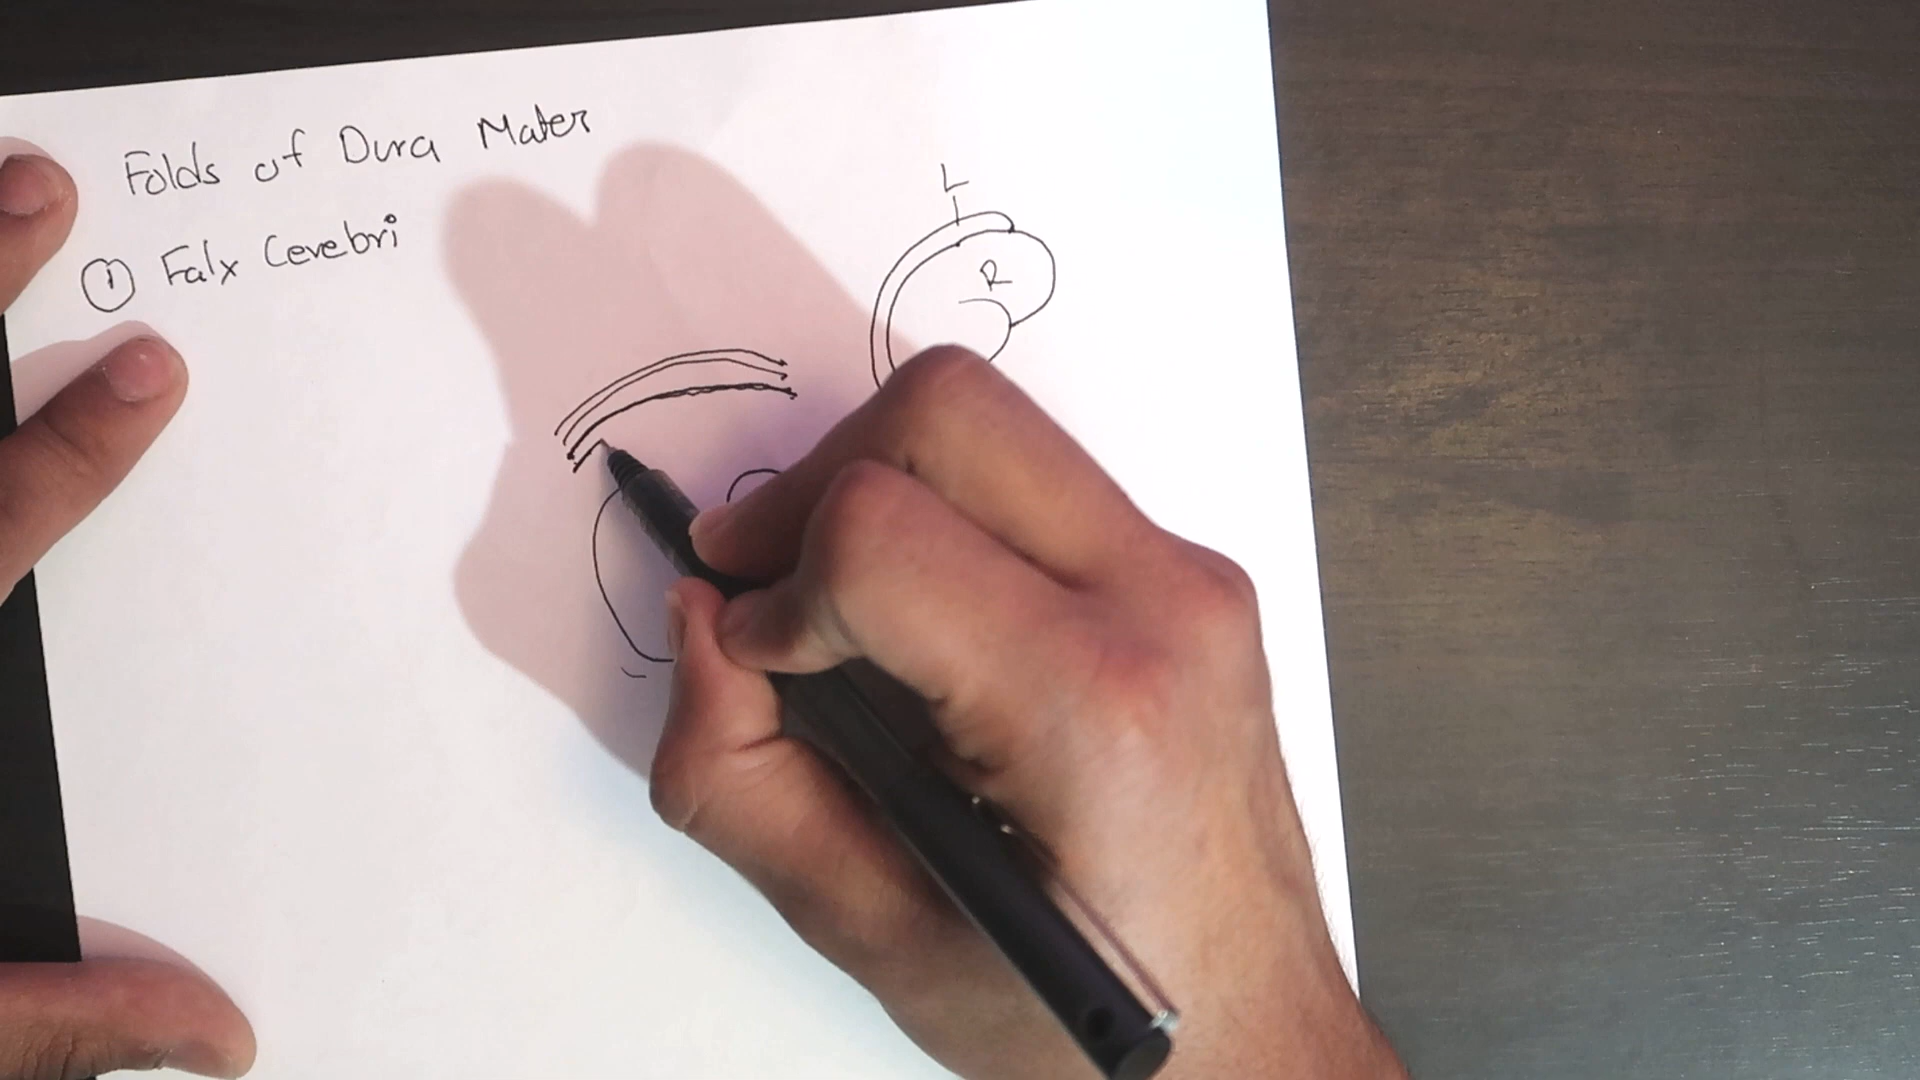 Folds of Dura Mater
① Falx Cerebri
L
R